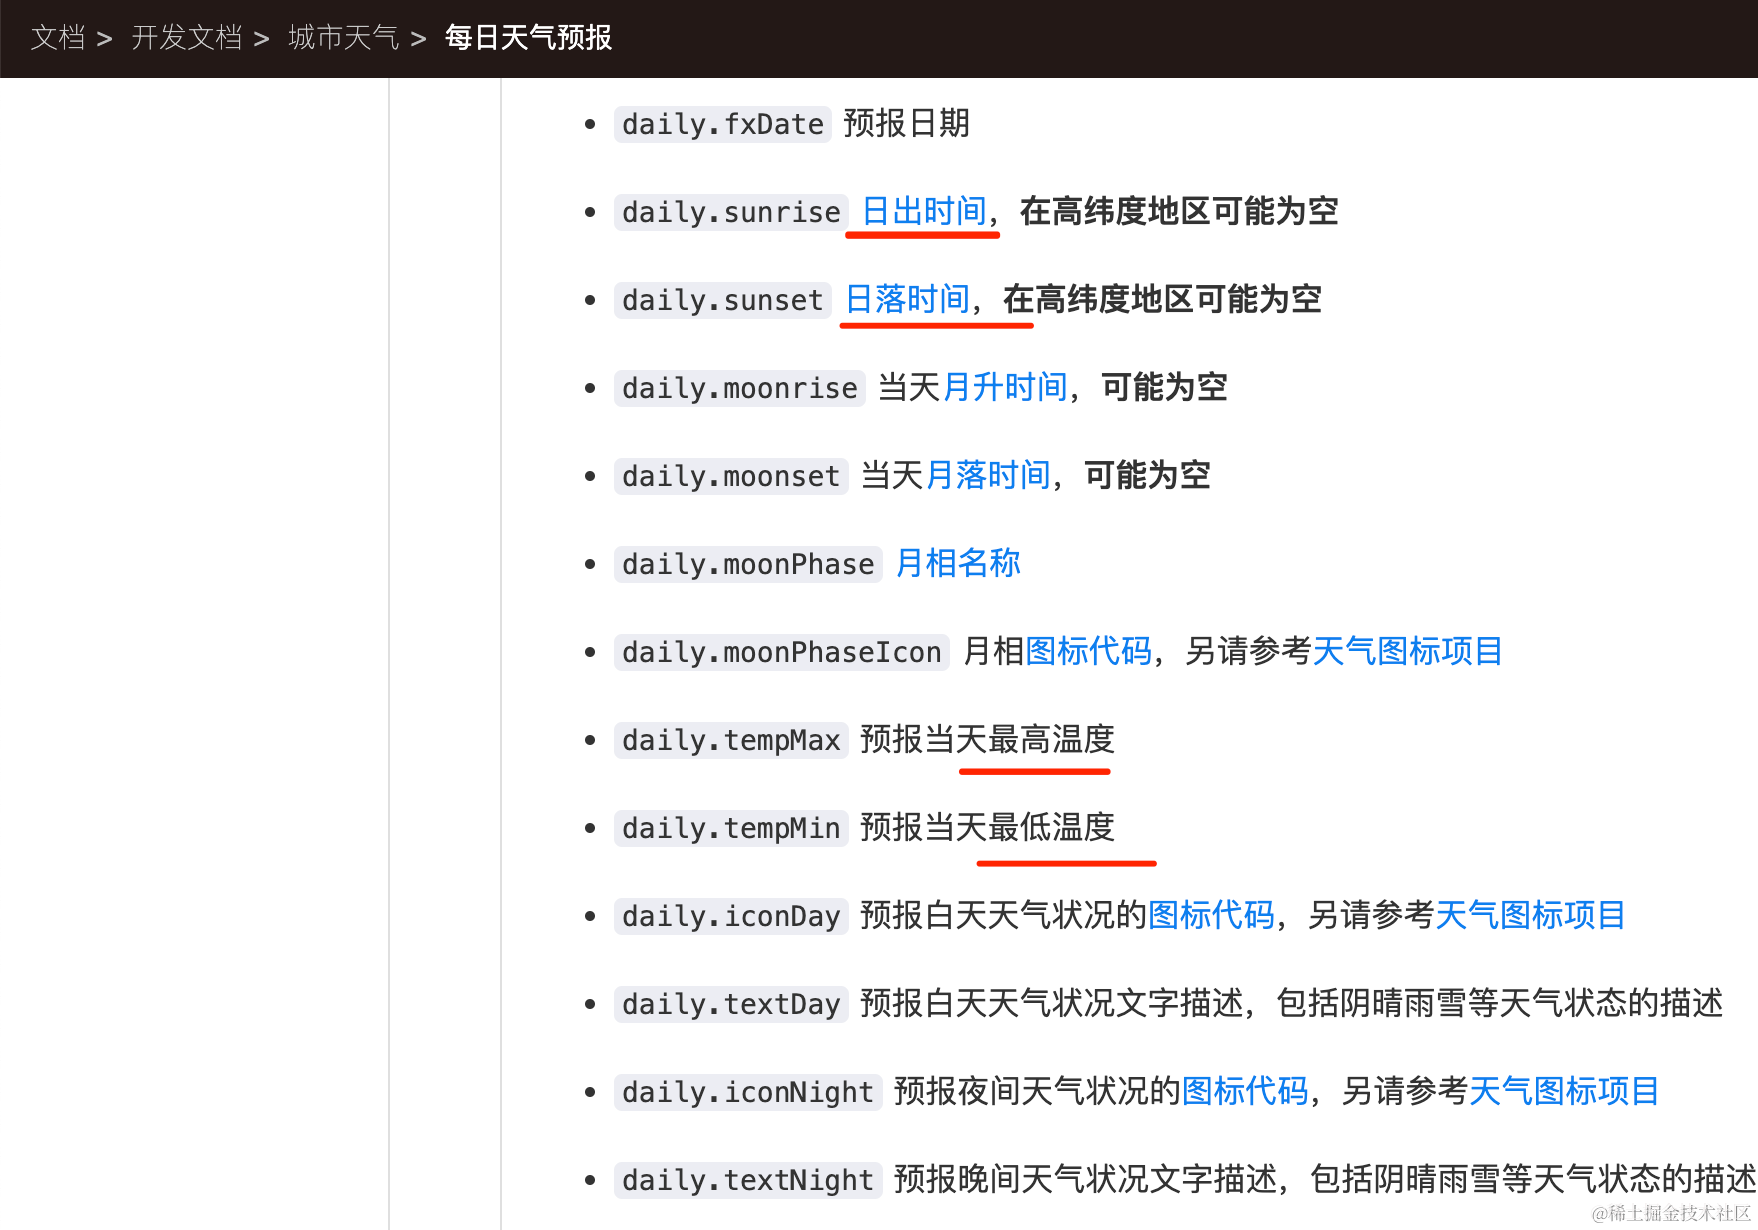 文档 > 开发文档 > 城市天气 > 每日天气预报
daily.fxDate 预报日期
daily.sunrise 日出时间，在高纬度地区可能为空
daily.sunset 日落时间，在高纬度地区可能为空
daily.moonrise 当天月升时间，可能为空
daily.moonset 当天月落时间，可能为空
daily.moonPhase 月相名称
daily.moonPhaseIcon 月相图标代码，另请参考天气图标项目
daily.tempMax 预报当天最高温度
daily.tempMin 预报当天最低温度
daily.iconDay 预报白天天气状况的图标代码，另请参考天气图标项目
daily.textDay 预报白天天气状况文字描述，包括阴晴雨雪等天气状态的描述
daily.iconNight 预报夜间天气状况的图标代码，另请参考天气图标项目
daily.textNight 预报晚间天气状况文字描述，包括阴晴雨雪等天气状态的描述
@稀土掘金技术社区